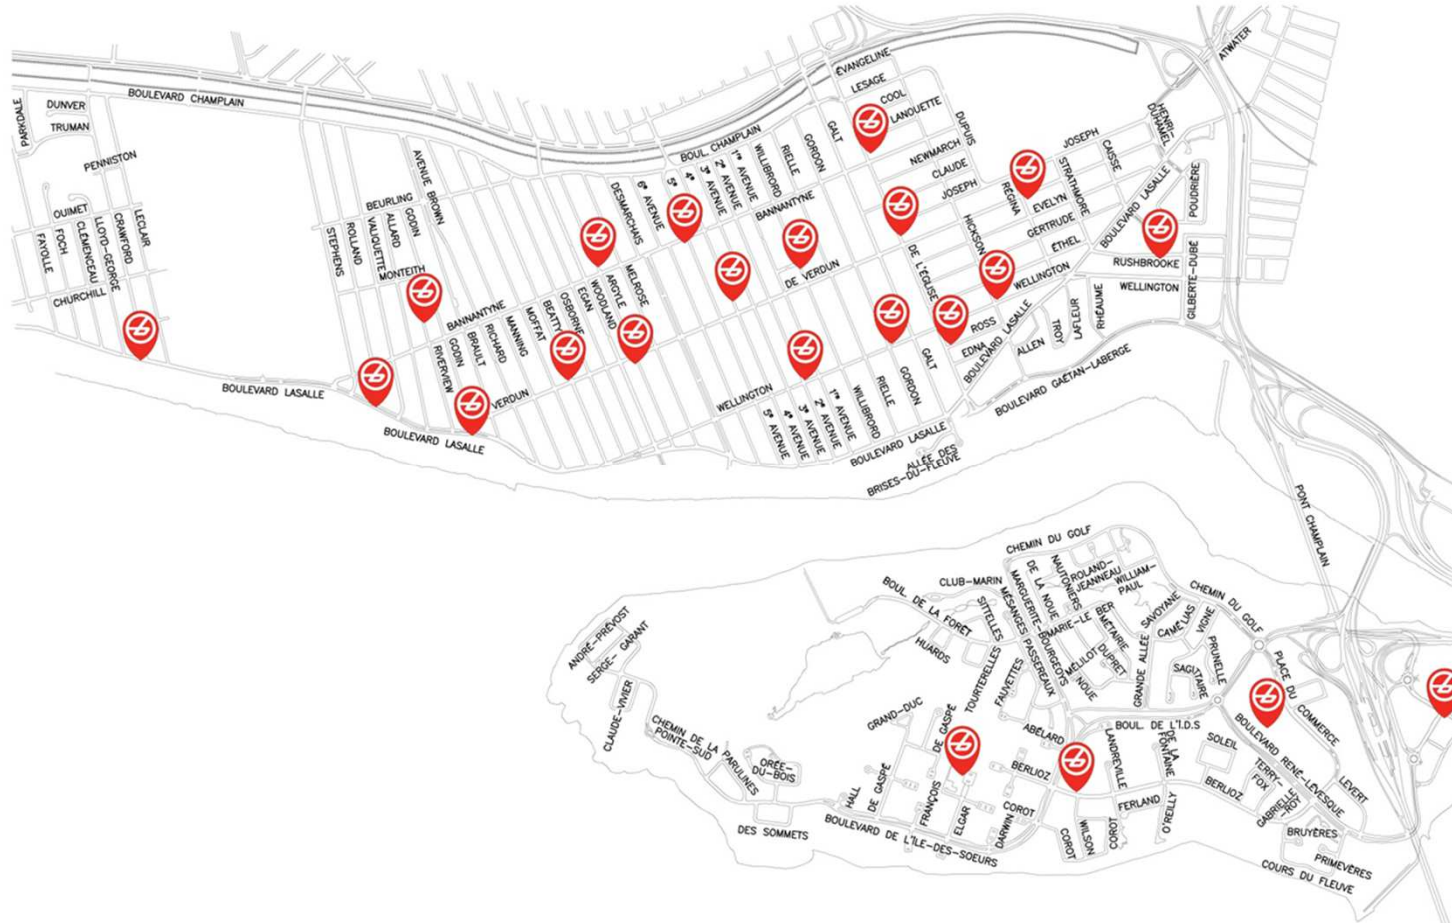 ATWATER
ÉVANGELINE
LESAGE
COOL
LANOUETTE
PARKDALE
DUNVER
TRUMAN
BOULEVARD CHAMPLAIN
PENNISTON
BOUL. CHAMPLAIN
GALT
GORDON
RIELLE
WILLIBRORD
1re AVENUE
2e AVENUE
3e AVENUE
4e
5e
6e AVENUE
DESMARCHAIS
DUPUIS
NEWMARCH
CLAUDE
JOSEPH
JOSEPH
CAISSE
HENRI-
DUHAMEL
STRATHMORE
RÉGINA
EVELYN
GERTRUDE
ÉTHEL
HICKSON
BOULEVARD LASALLE
POUDRIÈRE
RUSHBROOKE
WELLINGTON
GILBERTE-DUBÉ
AVENUE BROWN
BEURLING
GODIN
ALLARD
VALIQUETTE
ROLLAND
STEPHENS
MONTEITH
OUIMET
FAYOLLE
FOCH
CLÉMENCEAU
LLOYD-GEORGE
CRAWFORD
LECLAIR
CHURCHILL
BANNANTYNE
DE VERDUN
DE L'ÉGLISE
WELLINGTON
BANNANTYNE
MELROSE
ARGYLE
WOODLAND
EGAN
OSBORNE
BEATTY
MOFFAT
MANNING
RICHARD
BRAULT
GODIN
RIVERVIEW
VERDUN
ROSS
EDNA
BOULEVARD LASALLE
ALLEN
TROY
LAFLEUR
RHÉAUME
BOULEVARD GAÉTAN-LABERGE
BOULEVARD LASALLE
BOULEVARD LASALLE
WELLINGTON
5e AVENUE
4e AVENUE
3e AVENUE
2e AVENUE
1re AVENUE
WILLIBRORD
RIELLE
GORDON
GALT
BOULEVARD LASALLE
ALLÉE DES
BRISES-DU-FLEUVE
PONT CHAMPLAIN
CHEMIN DU GOLF
CLUB-MARIN
BOUL. DE LA FORÊT
HUARDS
SITTELLES
MÉSANGES
MARGUERITE-
BOURGEOYS
DE LA NOUE
NAUTONIERS
ROLAND-
JEANNEAU
WILLIAM-
PAUL
MARIE-LE BER
MÉTAIRIE
MÉLILOT
DUPRET
NOUE
PASSEREAUX
FAUVETTES
TOURTERELLES
SAVOYANE
CAMÉLIAS
VIGNE
CHEMIN DU GOLF
PRUNELLE
SAGITTAIRE
GRANDE ALLÉE
PLACE DU
COMMERCE
ANDRÉ-PRÉVOST
SERGE- GARANT
CLAUDE-VIVIER
CHEMIN DE LA
POINTE-SUD
PARULINES
ORÉE-
DU-BOIS
DES SOMMETS
GRAND-DUC
DE GASPÉ
DE GASPÉ
HALL
FRANÇOIS
ELGAR
DARWIN
ABÉLARD
BERLIOZ
COROT
BOUL. DE L'I.D.S
LANDREVILLE
DE LA
FONTAINE
FERLAND
O'REILLY
WILSON
COROT
COROT
SOLEIL
BERLIOZ
TERRY-
FOX
GABRIELLE
-ROY
BOULEVARD RENÉ-LÉVESQUE
LEVERT
BRUYÈRES
PRIMEVÈRES
COURS DU FLEUVE
BOULEVARD DE L'ÎLE-DES-SOEURS